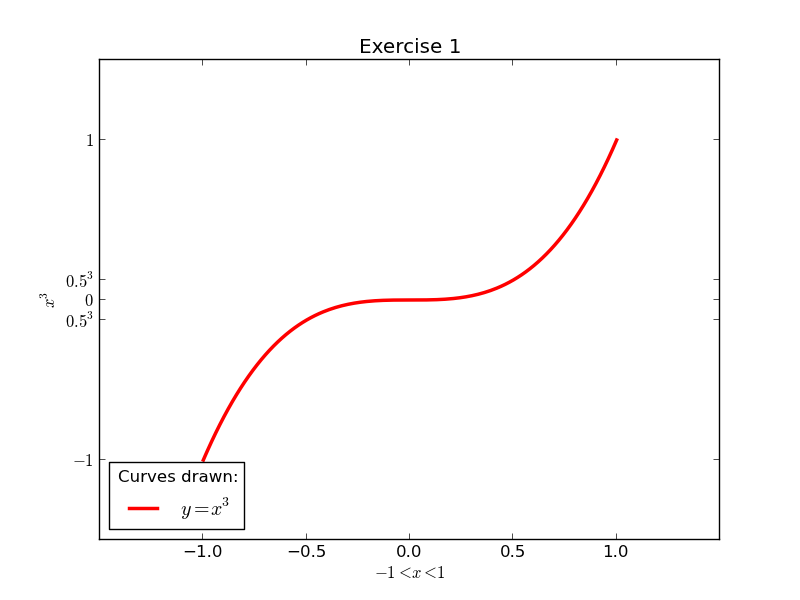 Exercise 1
1
0.5³
0
0.5³
−1
x³
Curves drawn:
y = x³
−1.0 −0.5 0.0 0.5 1.0
−1 < x < 1